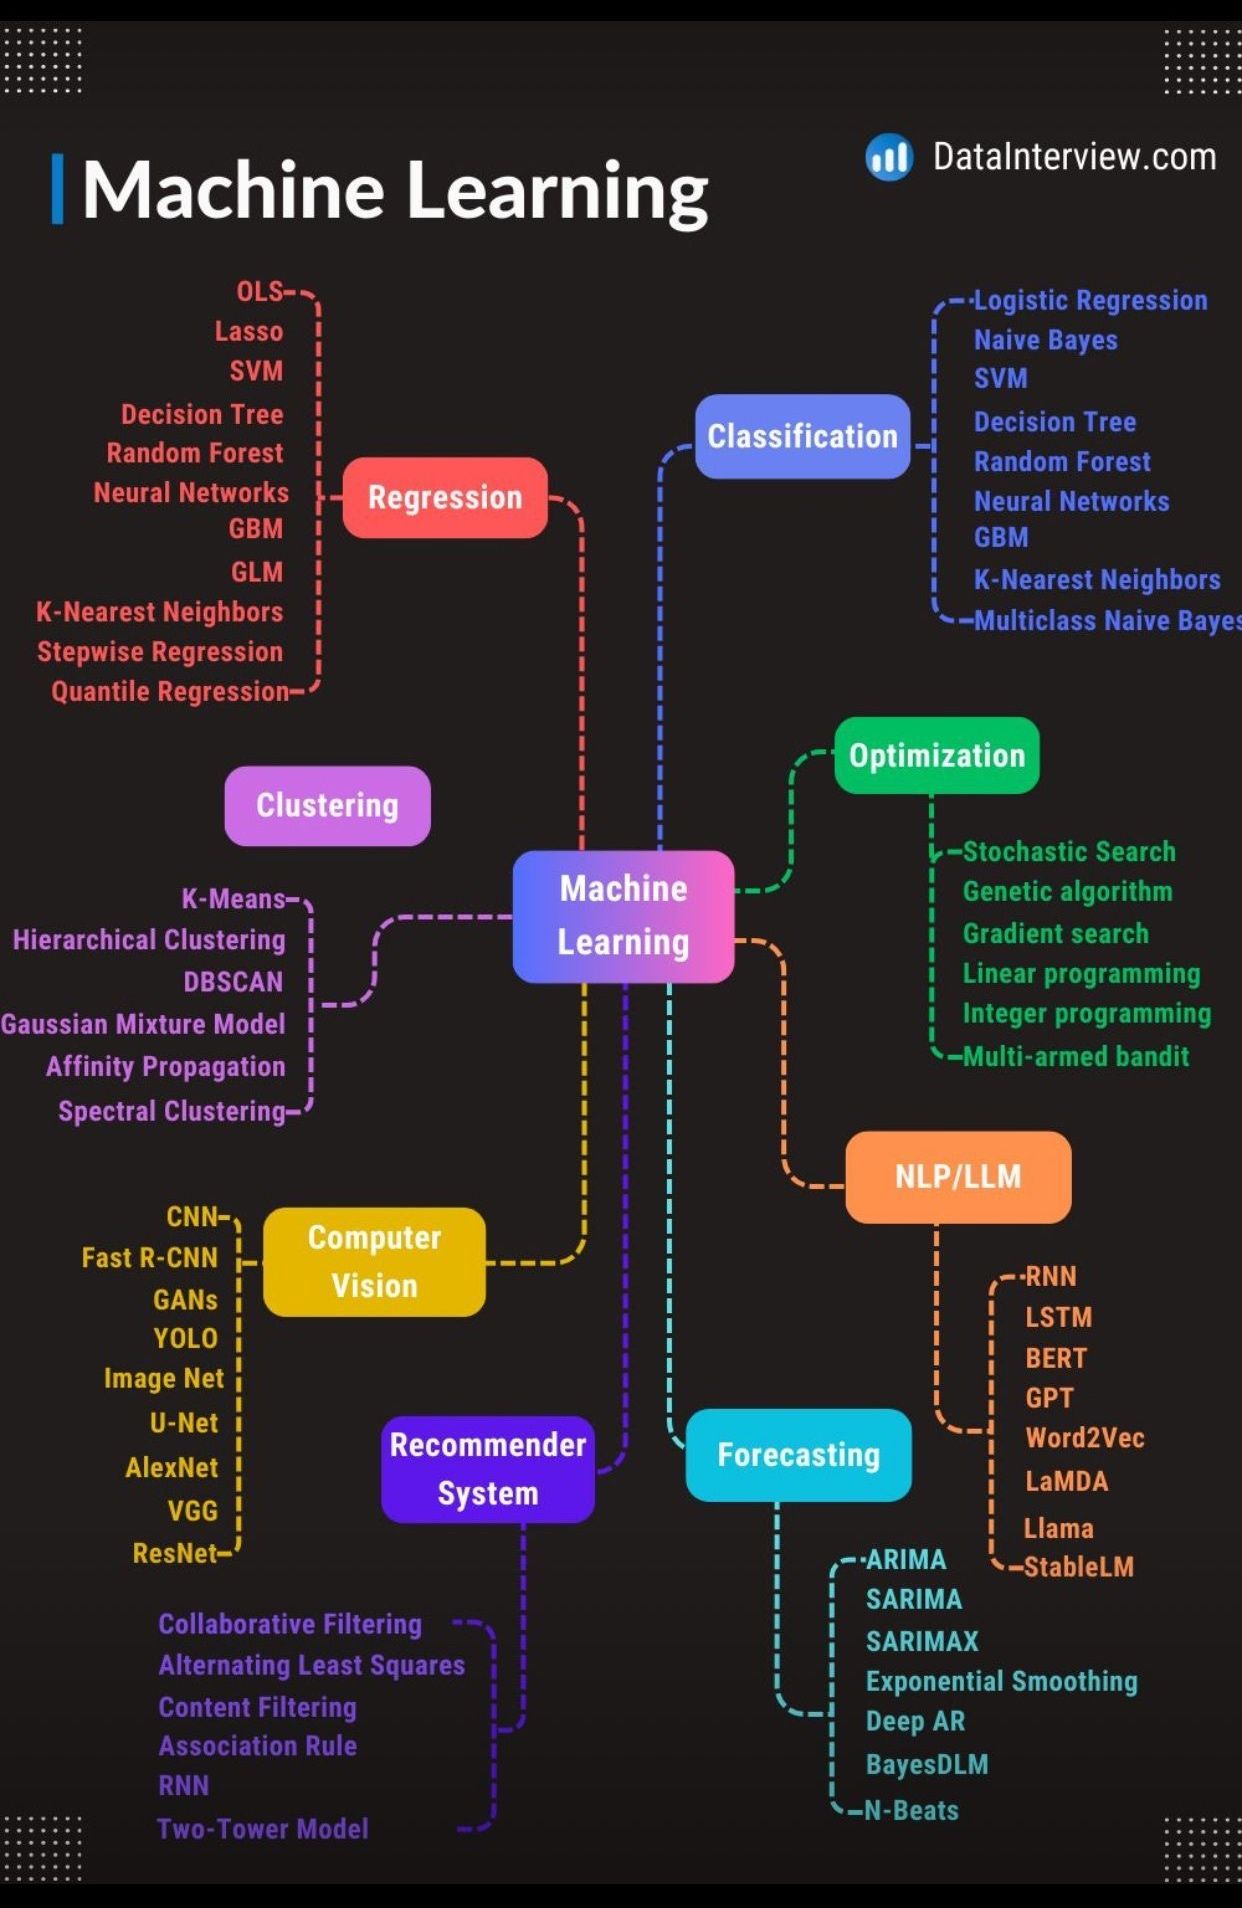 Machine Learning
DataInterview.com
OLS
Lasso
SVM
Decision Tree
Random Forest
Neural Networks
GBM
GLM
K-Nearest Neighbors
Stepwise Regression
Quantile Regression
Regression
Classification
Logistic Regression
Naive Bayes
SVM
Decision Tree
Random Forest
Neural Networks
GBM
K-Nearest Neighbors
Multiclass Naive Bayes
Clustering
K-Means
Hierarchical Clustering
DBSCAN
Gaussian Mixture Model
Affinity Propagation
Spectral Clustering
Machine
Learning
Optimization
Stochastic Search
Genetic algorithm
Gradient search
Linear programming
Integer programming
Multi-armed bandit
NLP/LLM
RNN
LSTM
BERT
GPT
Word2Vec
LaMDA
Llama
StableLM
Computer
Vision
CNN
Fast R-CNN
GANs
YOLO
Image Net
U-Net
AlexNet
VGG
ResNet
Recommender
System
Collaborative Filtering
Alternating Least Squares
Content Filtering
Association Rule
RNN
Two-Tower Model
Forecasting
ARIMA
SARIMA
SARIMAX
Exponential Smoothing
Deep AR
BayesDLM
N-Beats